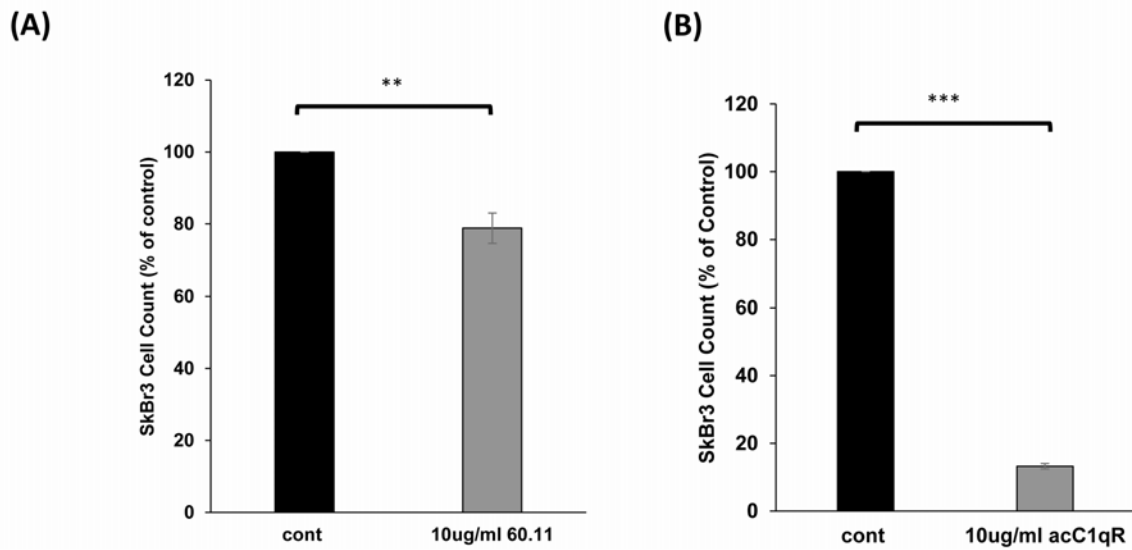 (A)
**
120
100
80
60
40
20
0
SkBr3 Cell Count (% of control)
cont
10ug/ml 60.11
(B)
***
120
100
80
60
40
20
0
SkBr3 Cell Count (% of Control)
cont
10ug/ml acC1qR